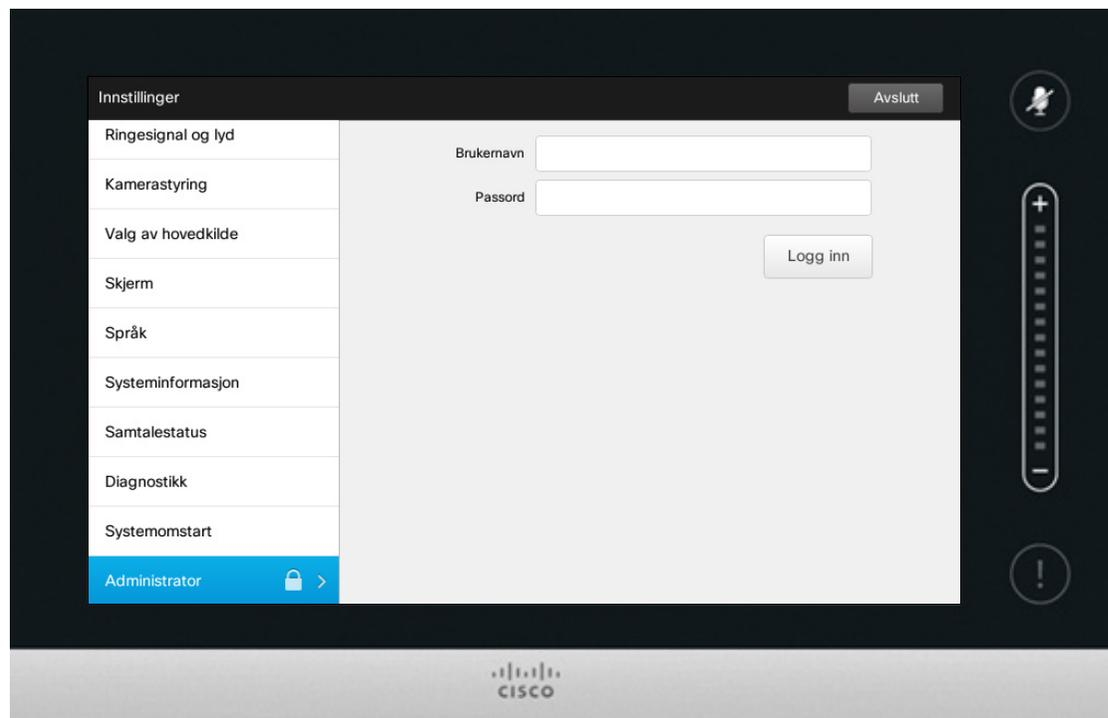 Innstillinger
Avslutt
Ringesignal og lyd
Kamerastyring
Valg av hovedkilde
Skjerm
Språk
Systeminformasjon
Samtalestatus
Diagnostikk
Systemomstart
Administrator
Brukernavn
Passord
Logg inn
+
−
!
CISCO